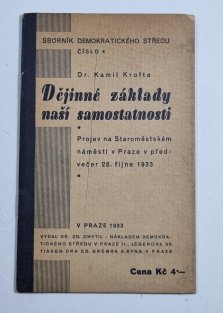 SBORNÍK DEMOKRATICKÉHO STŘEDU
ČÍSLO 4
Dr. Kamil Krofta
Dějinné základy
naší samostatnosti
Projev na Staroměstském
náměstí v Praze v před-
večer 28. října 1933
V PRAZE 1933
VYDAL DR. ZD. CHYTIL - NÁKLADEM DEMOKRA-
TICKÉHO STŘEDU V PRAZE II., LEGEROVA 56
TISKEM DRA ED. GRÉGRA A SYNA V PRAZE
Cena Kč 4·—